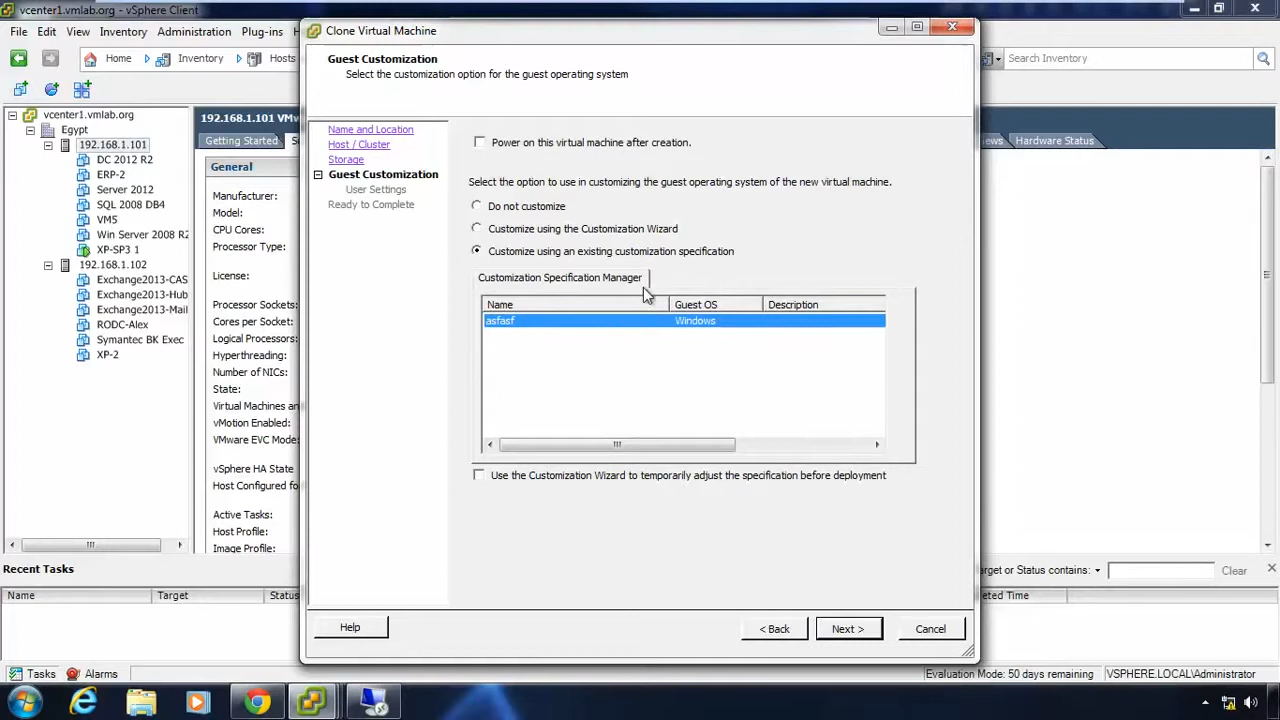 vcenter1.vmlab.org - vSphere Client
File Edit View Inventory Administration Plug-ins
Home Inventory Hosts
Search Inventory
vcenter1.vmlab.org
Egypt
192.168.1.101
DC 2012 R2
ERP-2
Server 2012
SQL 2008 DB4
VM5
Win Server 2008 R2
XP-SP3 1
192.168.1.102
Exchange2013-CAS
Exchange2013-Hub
Exchange2013-Mail
RODC-Alex
Symantec BK Exec
XP-2
192.168.1.101
Getting Started
Hardware Status
General
Manufacturer:
Model:
CPU Cores:
Processor Type:
License:
Processor Sockets:
Cores per Socket:
Logical Processors:
Hyperthreading:
Number of NICs:
State:
Virtual Machines
vMotion Enabled:
VMware EVC Mode:
vSphere HA State
Host Configured
Active Tasks:
Host Profile:
Image Profile:
Clone Virtual Machine
Guest Customization
Select the customization option for the guest operating system
Name and Location
Host / Cluster
Storage
Guest Customization
User Settings
Ready to Complete
Power on this virtual machine after creation.
Select the option to use in customizing the guest operating system of the new virtual machine.
Do not customize
Customize using the Customization Wizard
Customize using an existing customization specification
Customization Specification Manager
Name Guest OS Description
asfasf Windows
Use the Customization Wizard to temporarily adjust the specification before deployment
Help < Back Next > Cancel
Recent Tasks
or Status contains: Clear
Name Target Status Time
Tasks Alarms
Evaluation Mode: 50 days remaining VSPHERE.LOCAL\Administrator